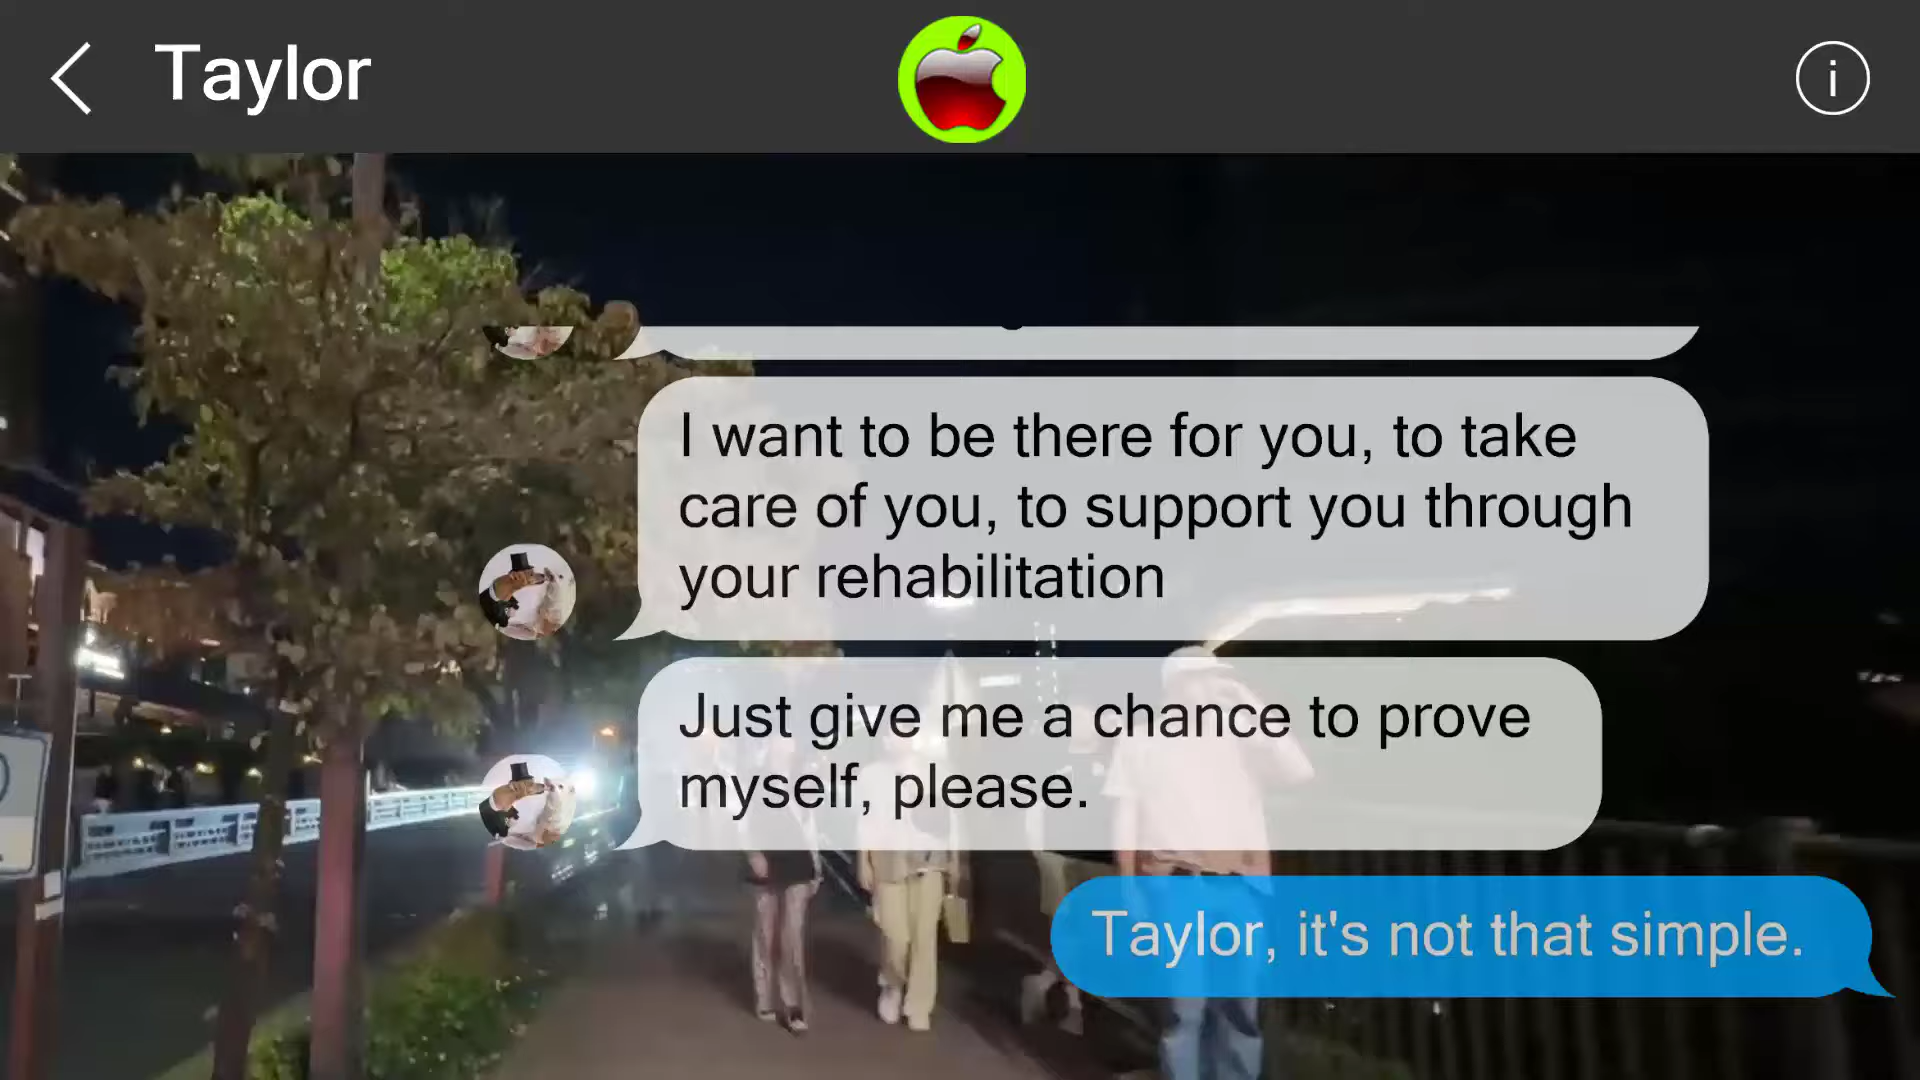 Taylor
I want to be there for you, to take
care of you, to support you through
your rehabilitation
Just give me a chance to prove
myself, please.
Taylor, it's not that simple.